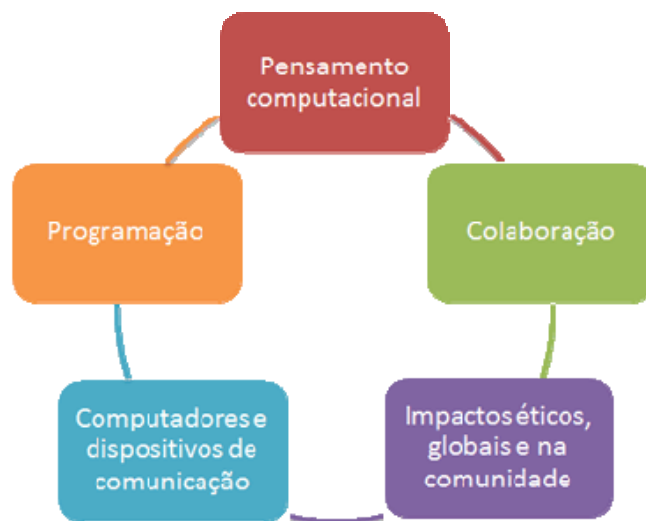 Pensamento
computacional
Programação
Colaboração
Computadores e
dispositivos de
comunicação
Impactos éticos,
globais e na
comunidade